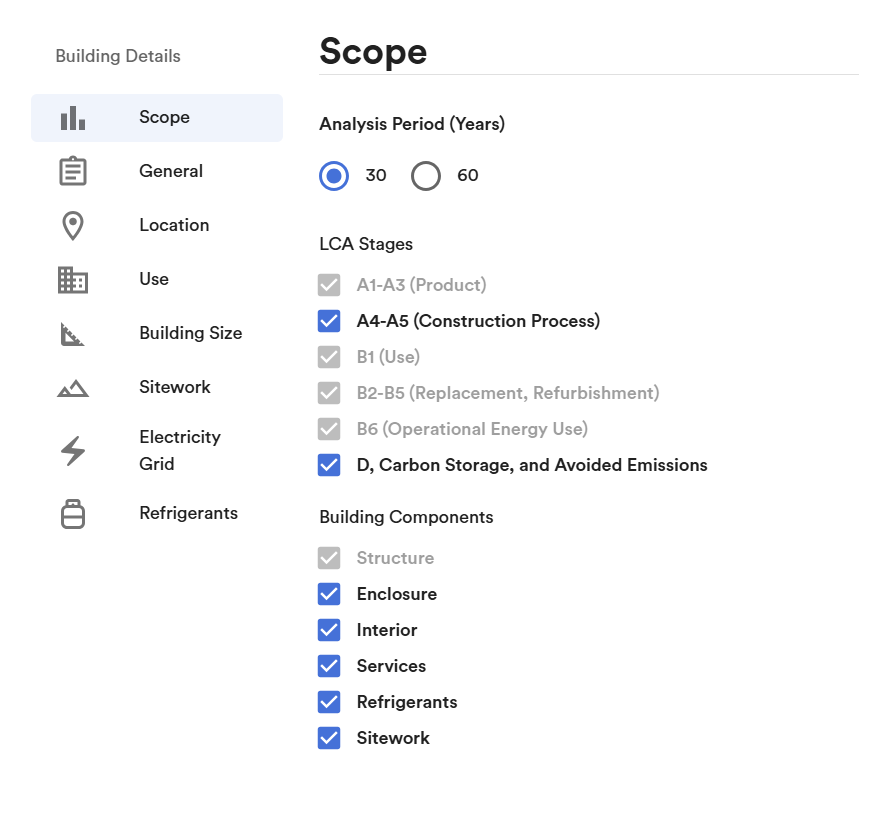 Building Details
Scope
General
Location
Use
Building Size
Sitework
Electricity
Grid
Refrigerants
Scope
Analysis Period (Years)
30 60
LCA Stages
A1-A3 (Product)
A4-A5 (Construction Process)
B1 (Use)
B2-B5 (Replacement, Refurbishment)
B6 (Operational Energy Use)
D, Carbon Storage, and Avoided Emissions
Building Components
Structure
Enclosure
Interior
Services
Refrigerants
Sitework